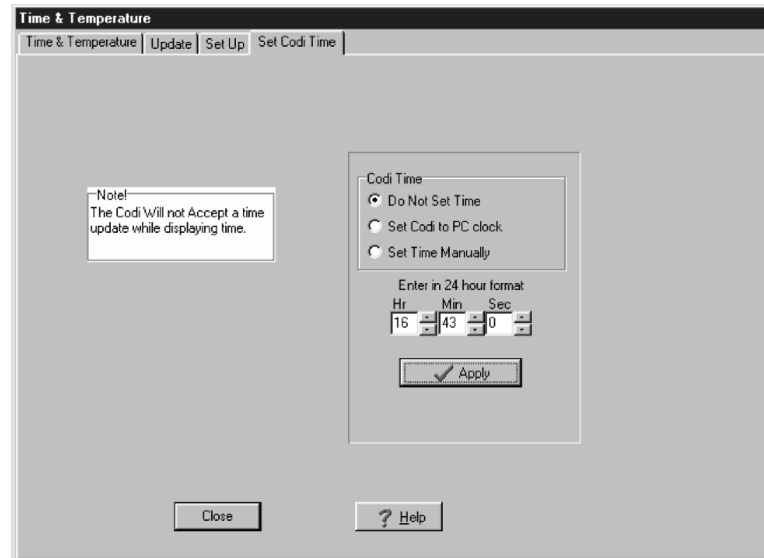 Time & Temperature
Time & Temperature Update Set Up Set Codi Time
Note!
The Codi Will not Accept a time
update while displaying time.
Codi Time
Do Not Set Time
Set Codi to PC clock
Set Time Manually
Enter in 24 hour format
Hr Min Sec
16 43 0
Apply
Close ? Help